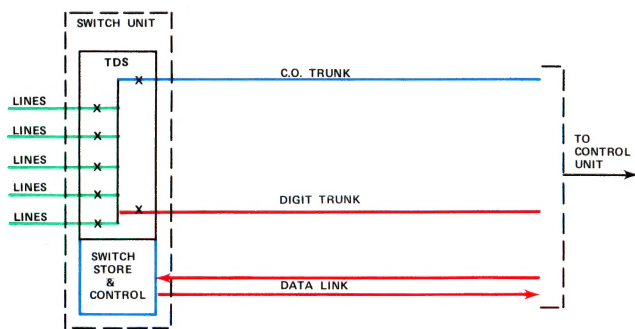 SWITCH UNIT
TDS
C.O. TRUNK
LINES
LINES
LINES
LINES
LINES
TO
CONTROL
UNIT
DIGIT TRUNK
SWITCH
STORE
&
CONTROL
DATA LINK